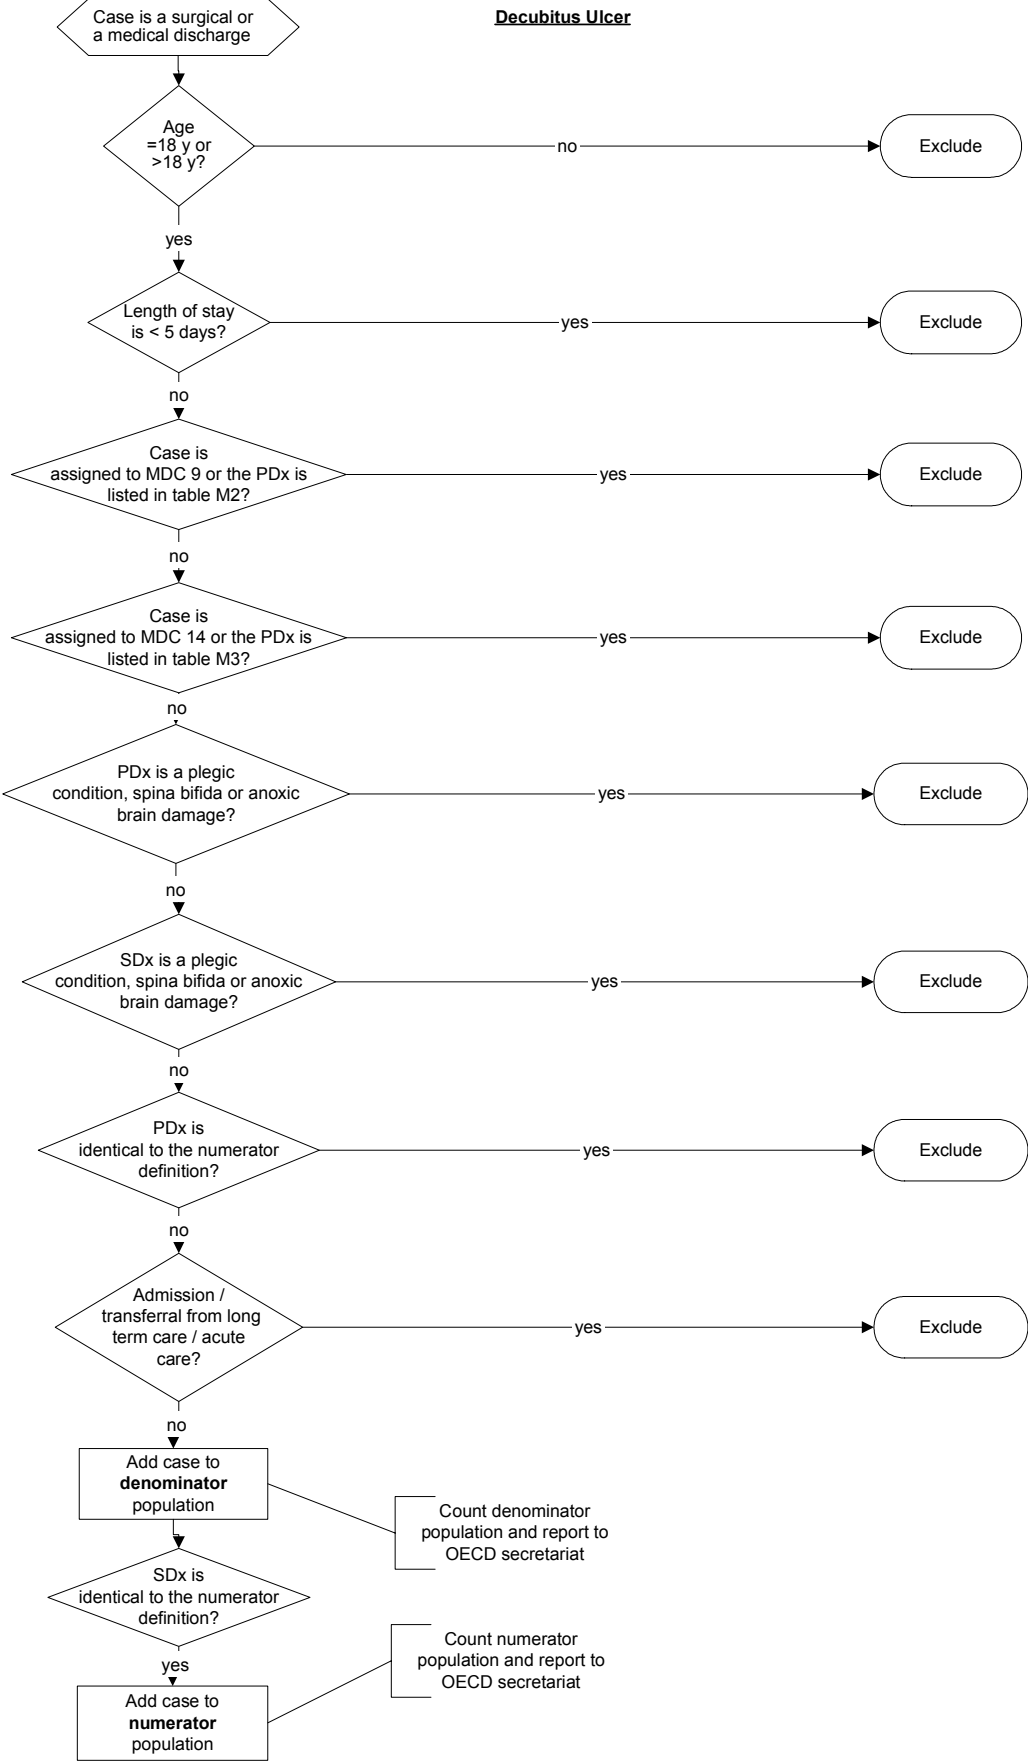 Decubitus Ulcer
Case is a surgical or
a medical discharge
Age
=18 y or
>18 y?
no
Exclude
yes
Length of stay
is < 5 days?
yes
Exclude
no
Case is
assigned to MDC 9 or the PDx is
listed in table M2?
yes
Exclude
no
Case is
assigned to MDC 14 or the PDx is
listed in table M3?
yes
Exclude
no
PDx is a plegic
condition, spina bifida or anoxic
brain damage?
yes
Exclude
no
SDx is a plegic
condition, spina bifida or anoxic
brain damage?
yes
Exclude
no
PDx is
identical to the numerator
definition?
yes
Exclude
no
Admission /
transferral from long
term care / acute
care?
yes
Exclude
no
Add case to
denominator
population
Count denominator
population and report to
OECD secretariat
SDx is
identical to the numerator
definition?
yes
Count numerator
population and report to
OECD secretariat
Add case to
numerator
population